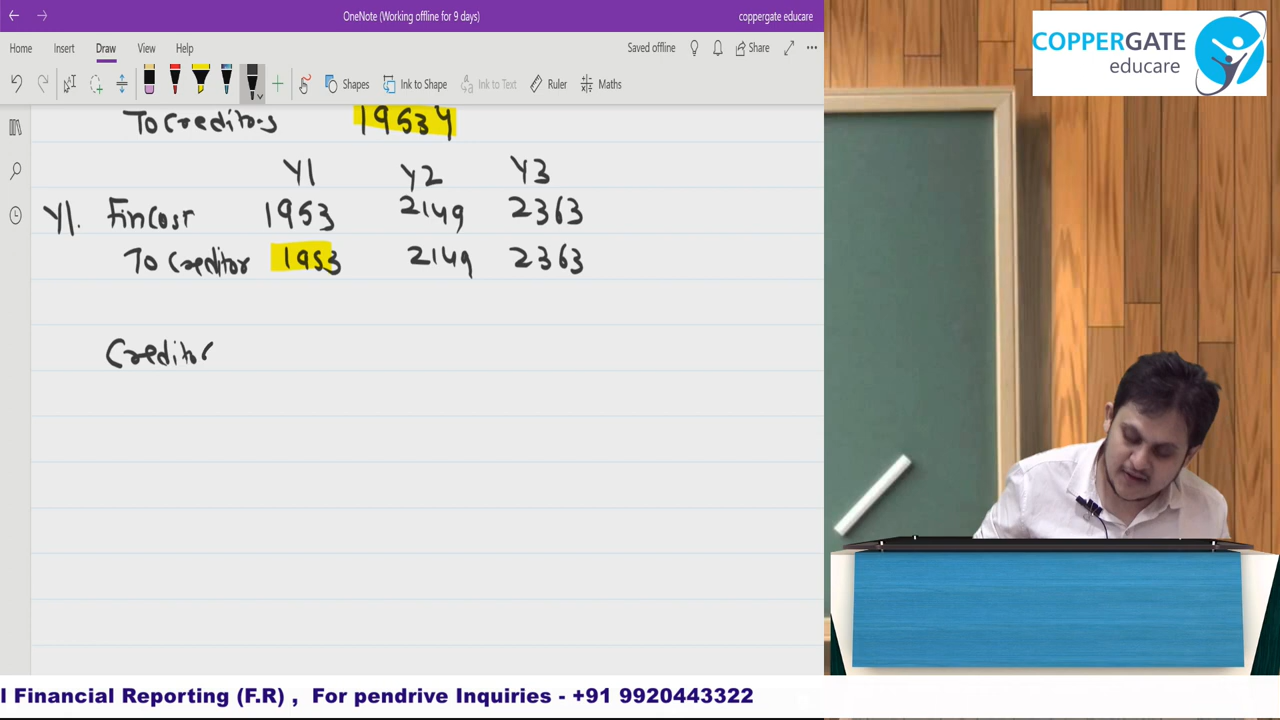 OneNote (Working offline for 9 days)
coppergate educare
Home Insert Draw View Help
Saved offline Share
Shapes Ink to Shape Ink to Text Ruler Maths
To Creditors 19534
Y1 Y2 Y3
Y1. Fin Cost 1953 2149 2363
To Creditor 1953 2149 2363
Creditor
COPPERGATE
educare
l Financial Reporting (F.R) , For pendrive Inquiries - +91 9920443322